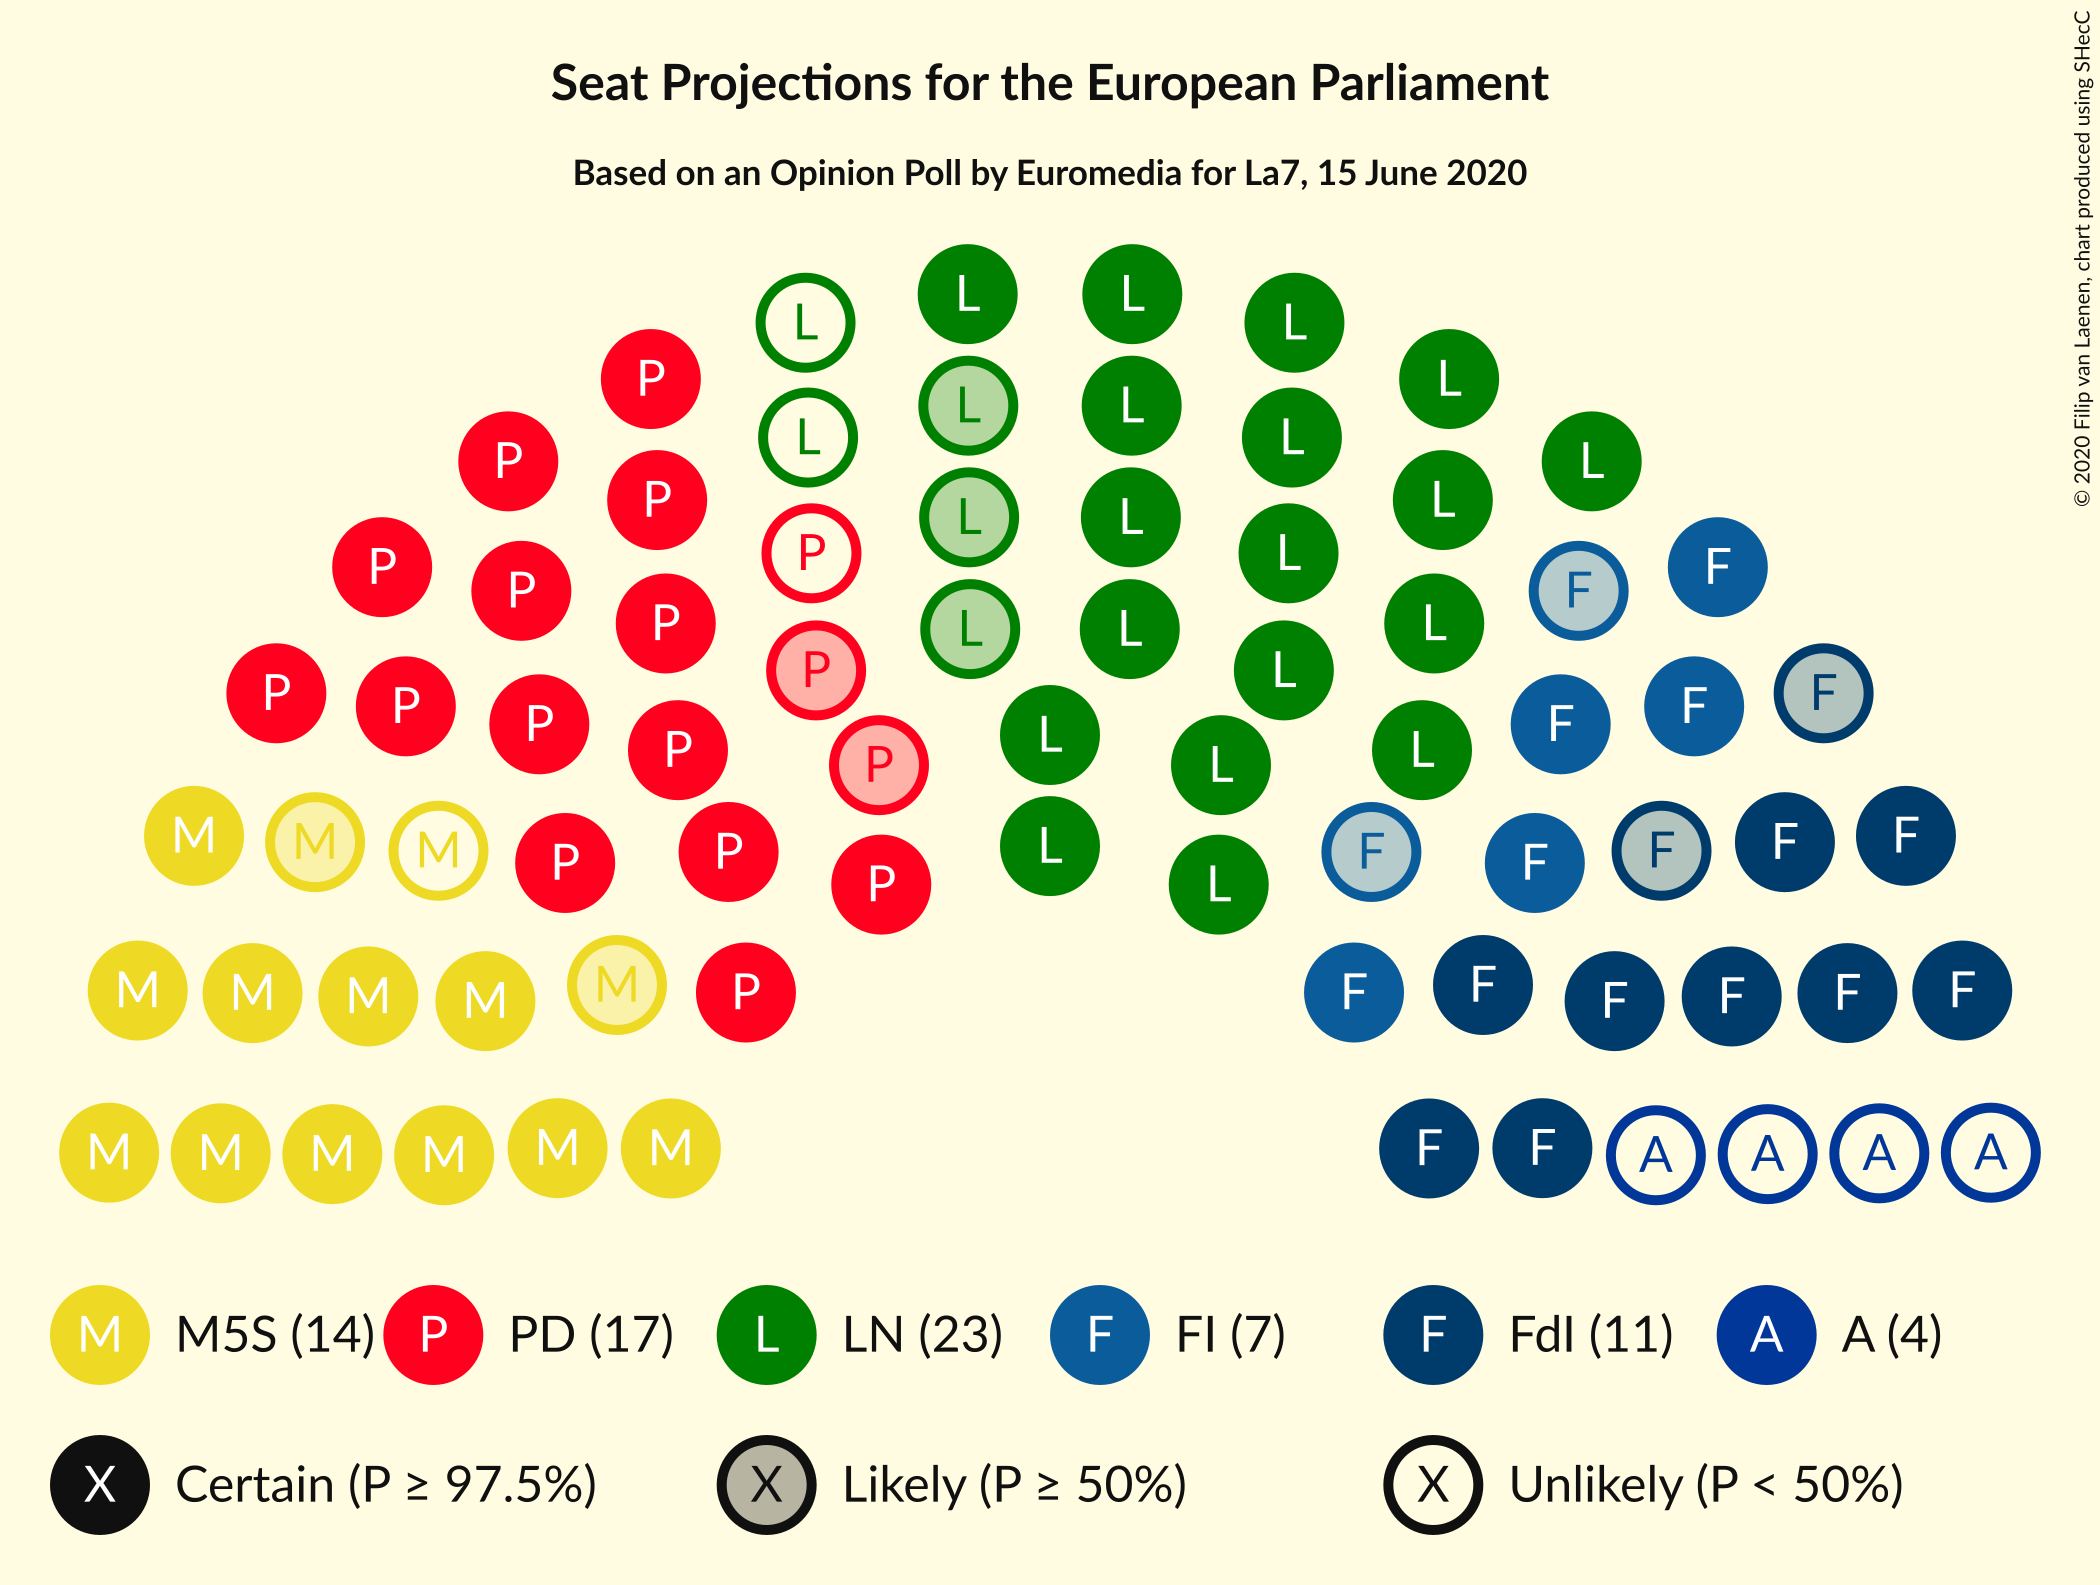 Seat Projections for the European Parliament
Based on an Opinion Poll by Euromedia for La7, 15 June 2020
© 2020 Filip van Laenen, chart produced using SHecC
L L
L L
P L
L L
L L
P L
P L
P L L
P L
P F F
P L L
P L L
P P F F F
P P F F
L
P L
M M M F F F
P P L F F
P L
M M M M M P F F F F F F
M M M M M M F F A A A A
M M5S (14) P PD (17) L LN (23) F FI (7) F FdI (11) A A (4)
X Certain (P ≥ 97.5%) X Likely (P ≥ 50%) X Unlikely (P < 50%)